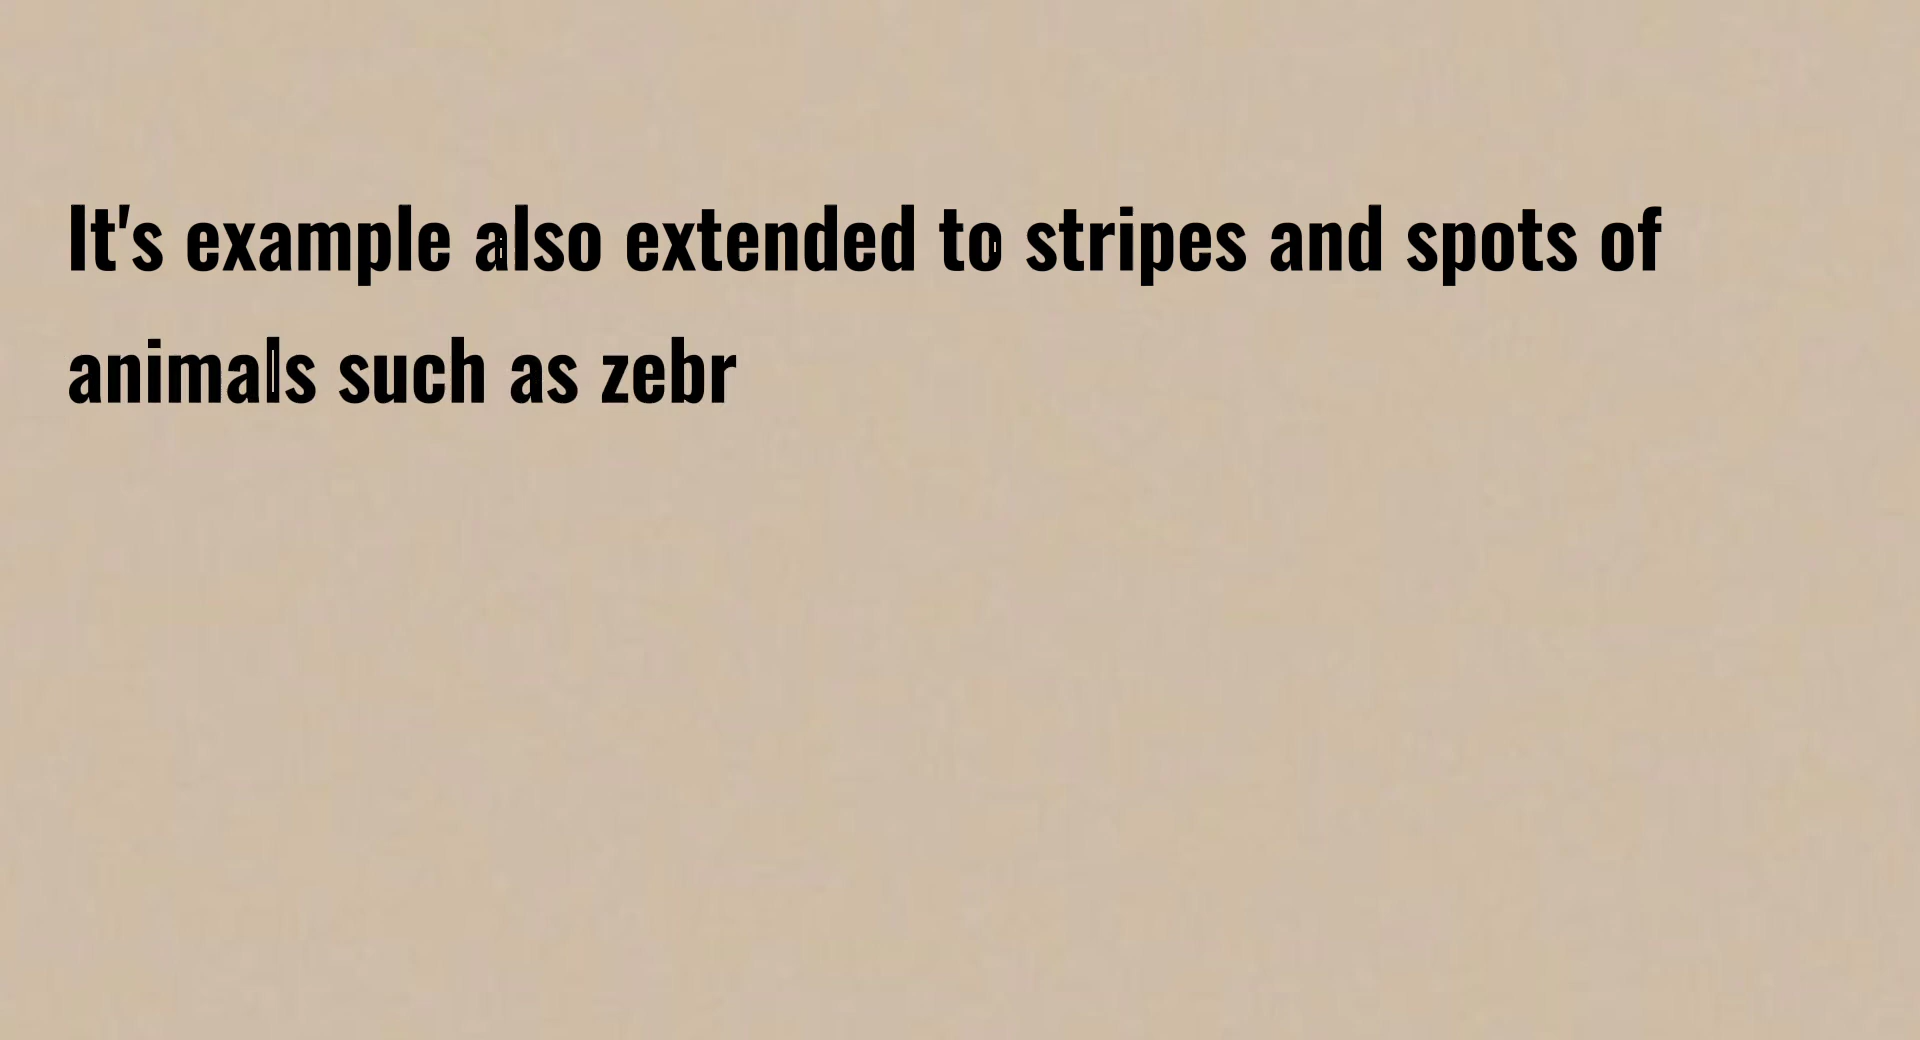 It's example also extended to stripes and spots of
animals such as zebr